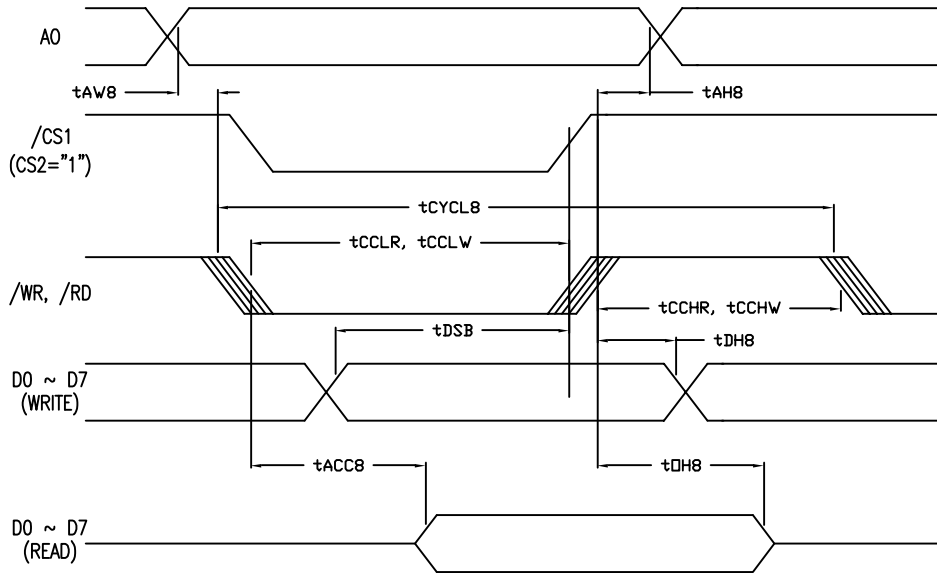 A0
tAW8
tAH8
/CS1
(CS2="1")
tCYCL8
tCCLR, tCCLW
/WR, /RD
tCCHR, tCCHW
tDSB
tDH8
D0 ~ D7
(WRITE)
tACC8
tOH8
D0 ~ D7
(READ)